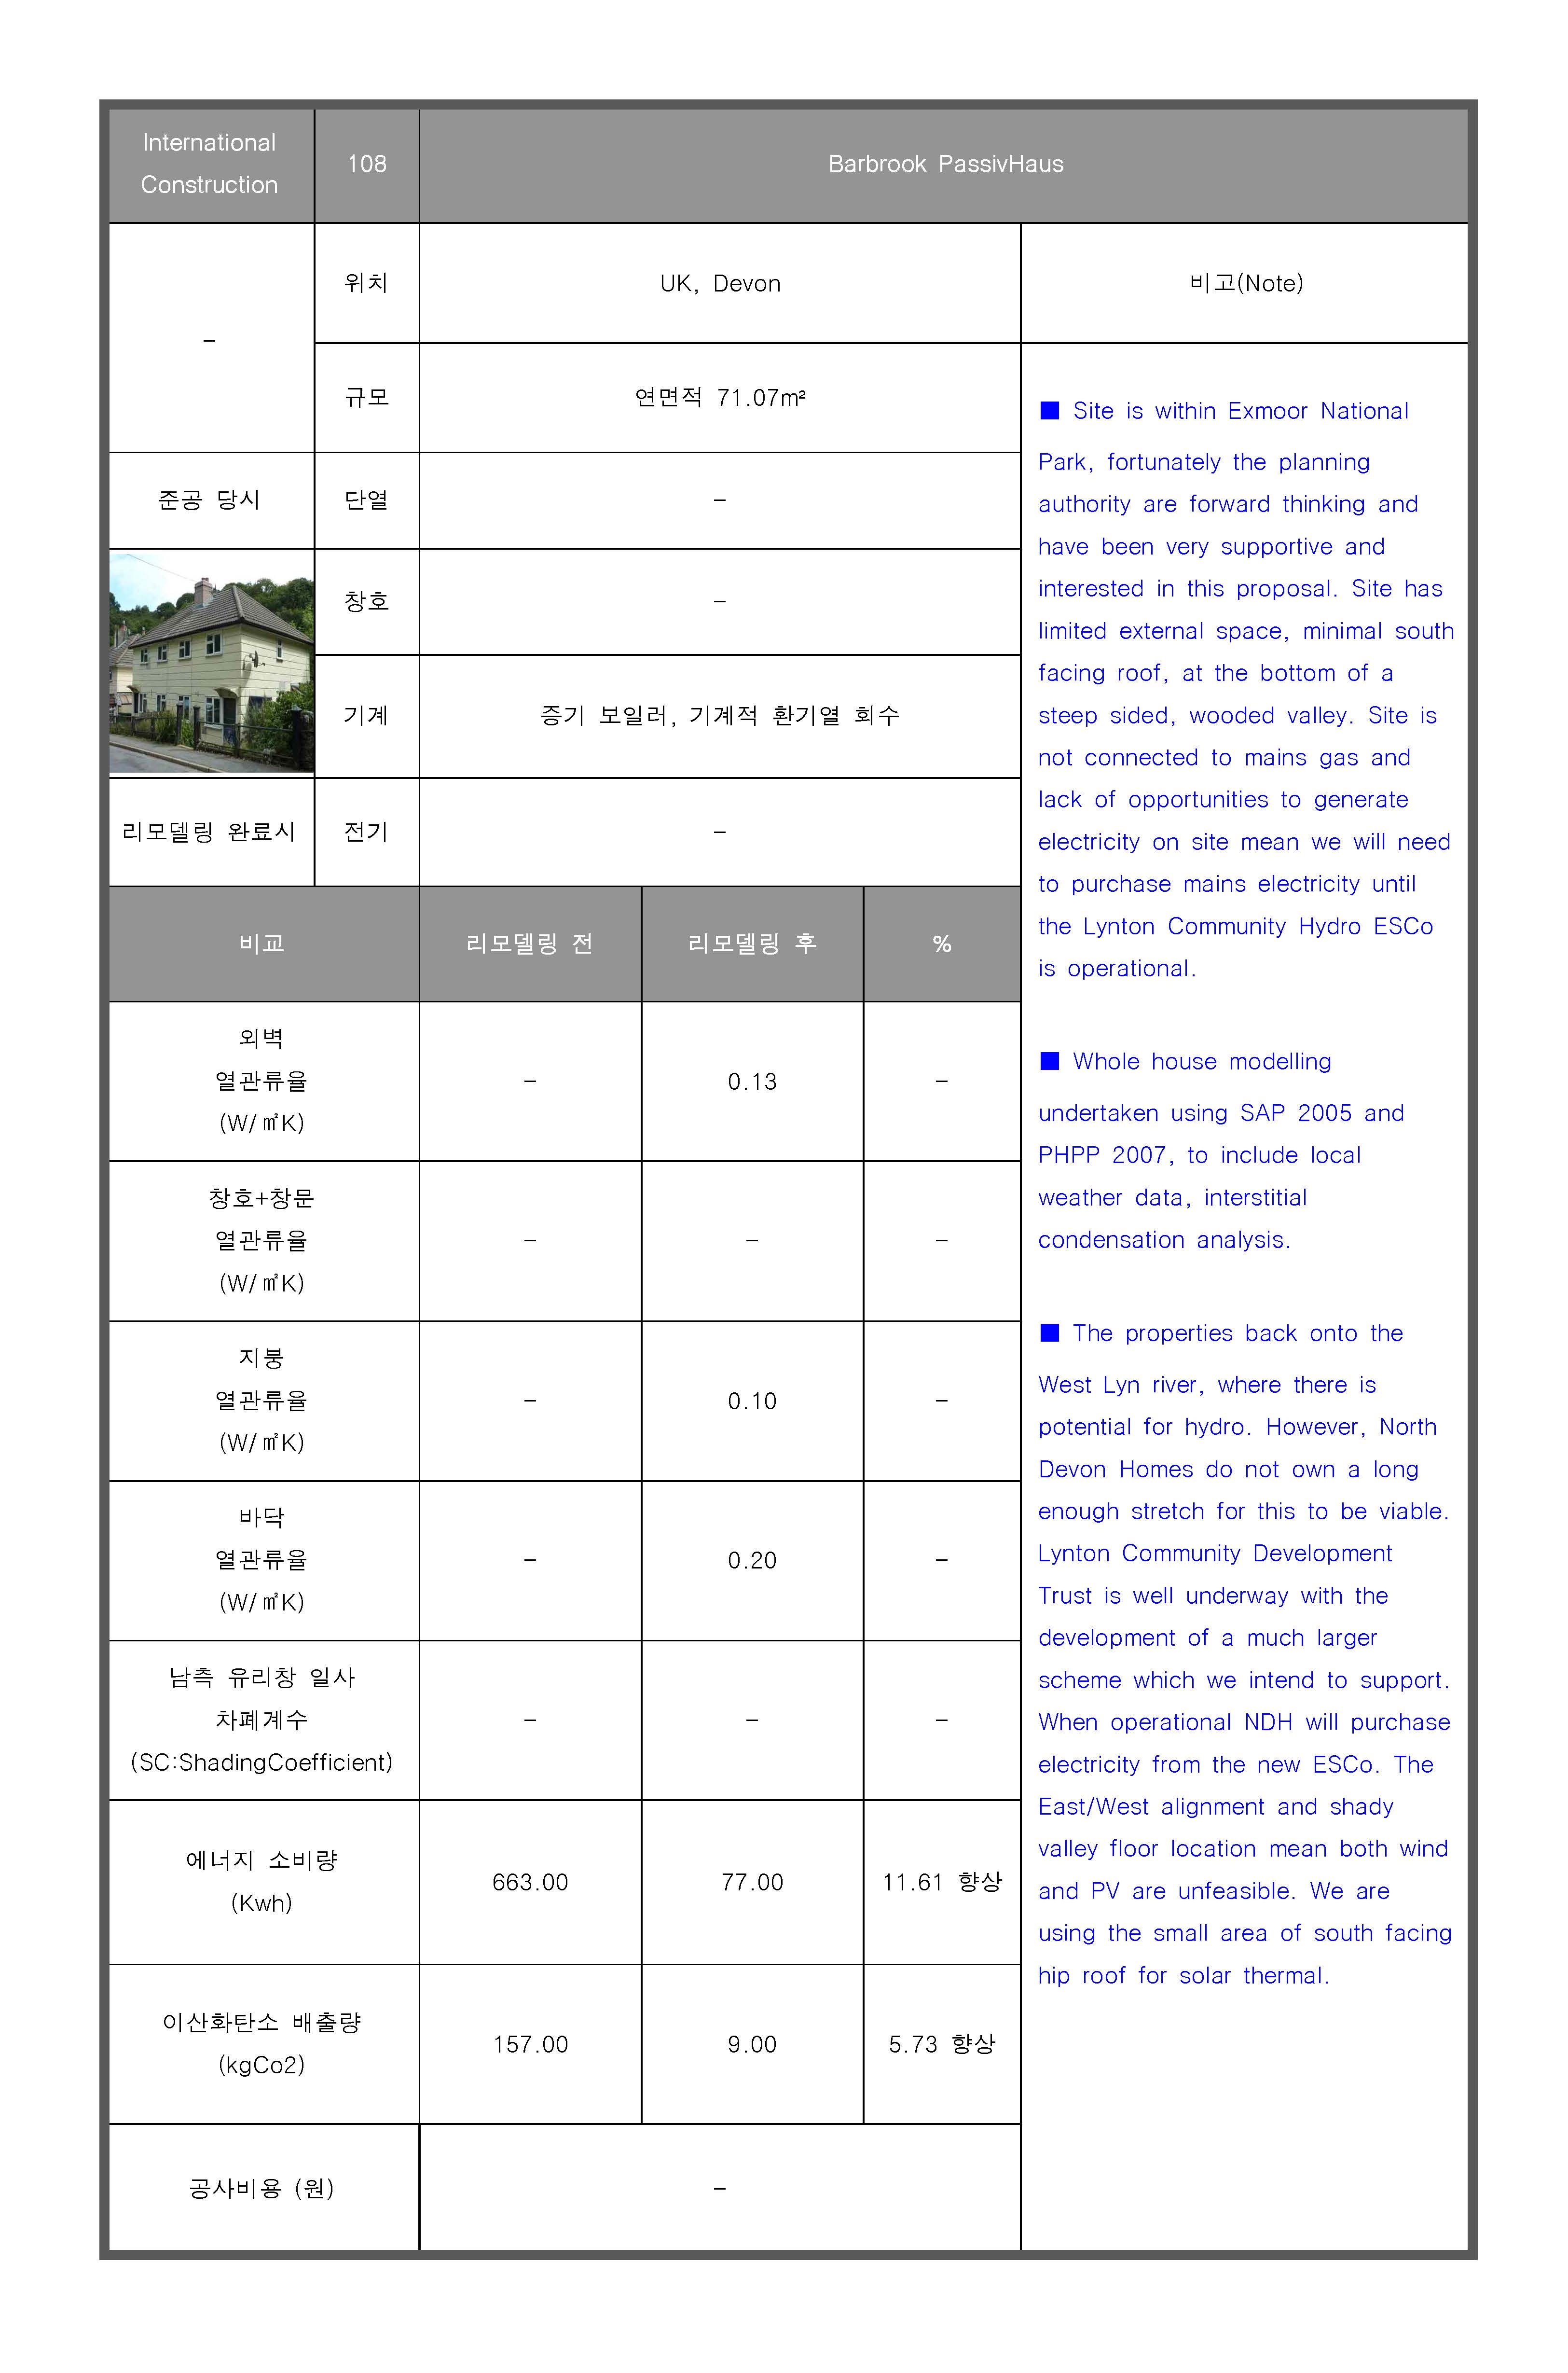 International
Construction
108
Barbrook PassivHaus
–
위치
UK, Devon
비고(Note)
규모
연면적 71.07m²
준공 당시
단열
–
창호
–
기계
증기 보일러, 기계적 환기열 회수
리모델링 완료시
전기
–
■ Site is within Exmoor National
Park, fortunately the planning
authority are forward thinking and
have been very supportive and
interested in this proposal. Site has
limited external space, minimal south
facing roof, at the bottom of a
steep sided, wooded valley. Site is
not connected to mains gas and
lack of opportunities to generate
electricity on site mean we will need
to purchase mains electricity until
the Lynton Community Hydro ESCo
is operational.
■ Whole house modelling
undertaken using SAP 2005 and
PHPP 2007, to include local
weather data, interstitial
condensation analysis.
■ The properties back onto the
West Lyn river, where there is
potential for hydro. However, North
Devon Homes do not own a long
enough stretch for this to be viable.
Lynton Community Development
Trust is well underway with the
development of a much larger
scheme which we intend to support.
When operational NDH will purchase
electricity from the new ESCo. The
East/West alignment and shady
valley floor location mean both wind
and PV are unfeasible. We are
using the small area of south facing
hip roof for solar thermal.
비교
리모델링 전
리모델링 후
%
외벽
열관류율
(W/㎡K)
–
0.13
–
창호+창문
열관류율
(W/㎡K)
–
–
–
지붕
열관류율
(W/㎡K)
–
0.10
–
바닥
열관류율
(W/㎡K)
–
0.20
–
남측 유리창 일사
차폐계수
(SC:ShadingCoefficient)
–
–
–
에너지 소비량
(Kwh)
663.00
77.00
11.61 향상
이산화탄소 배출량
(kgCo2)
157.00
9.00
5.73 향상
공사비용 (원)
–